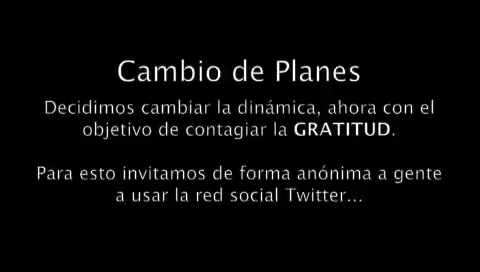 Cambio de Planes
Decidimos cambiar la dinámica, ahora con el
objetivo de contagiar la GRATITUD.
Para esto invitamos de forma anónima a gente
a usar la red social Twitter...